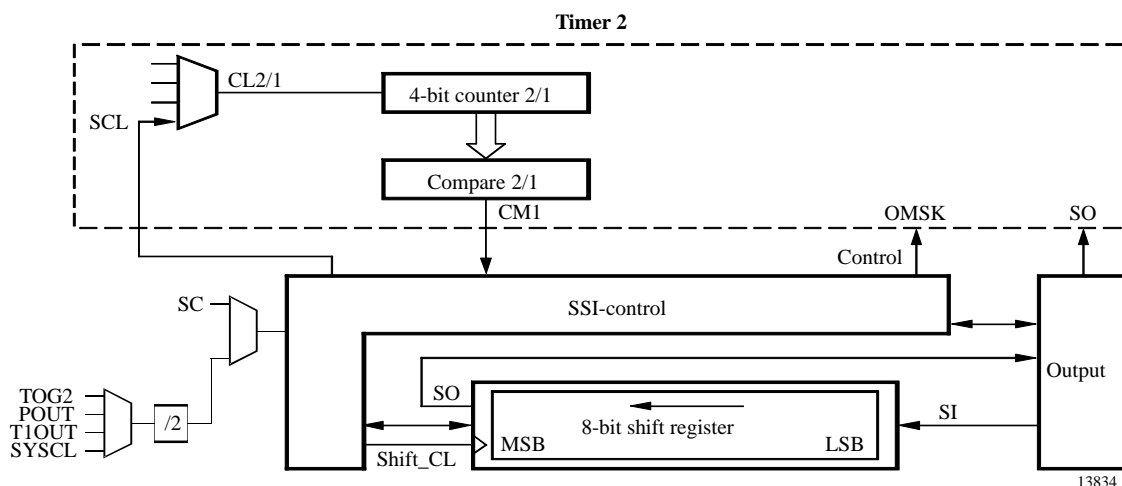 Timer 2
CL2/1
4-bit counter 2/1
SCL
Compare 2/1
CM1
OMSK
SO
Control
SC
SSI-control
TOG2
POUT
T1OUT
SYSCL
/2
SO
Output
8-bit shift register
SI
MSB
LSB
Shift_CL
13834